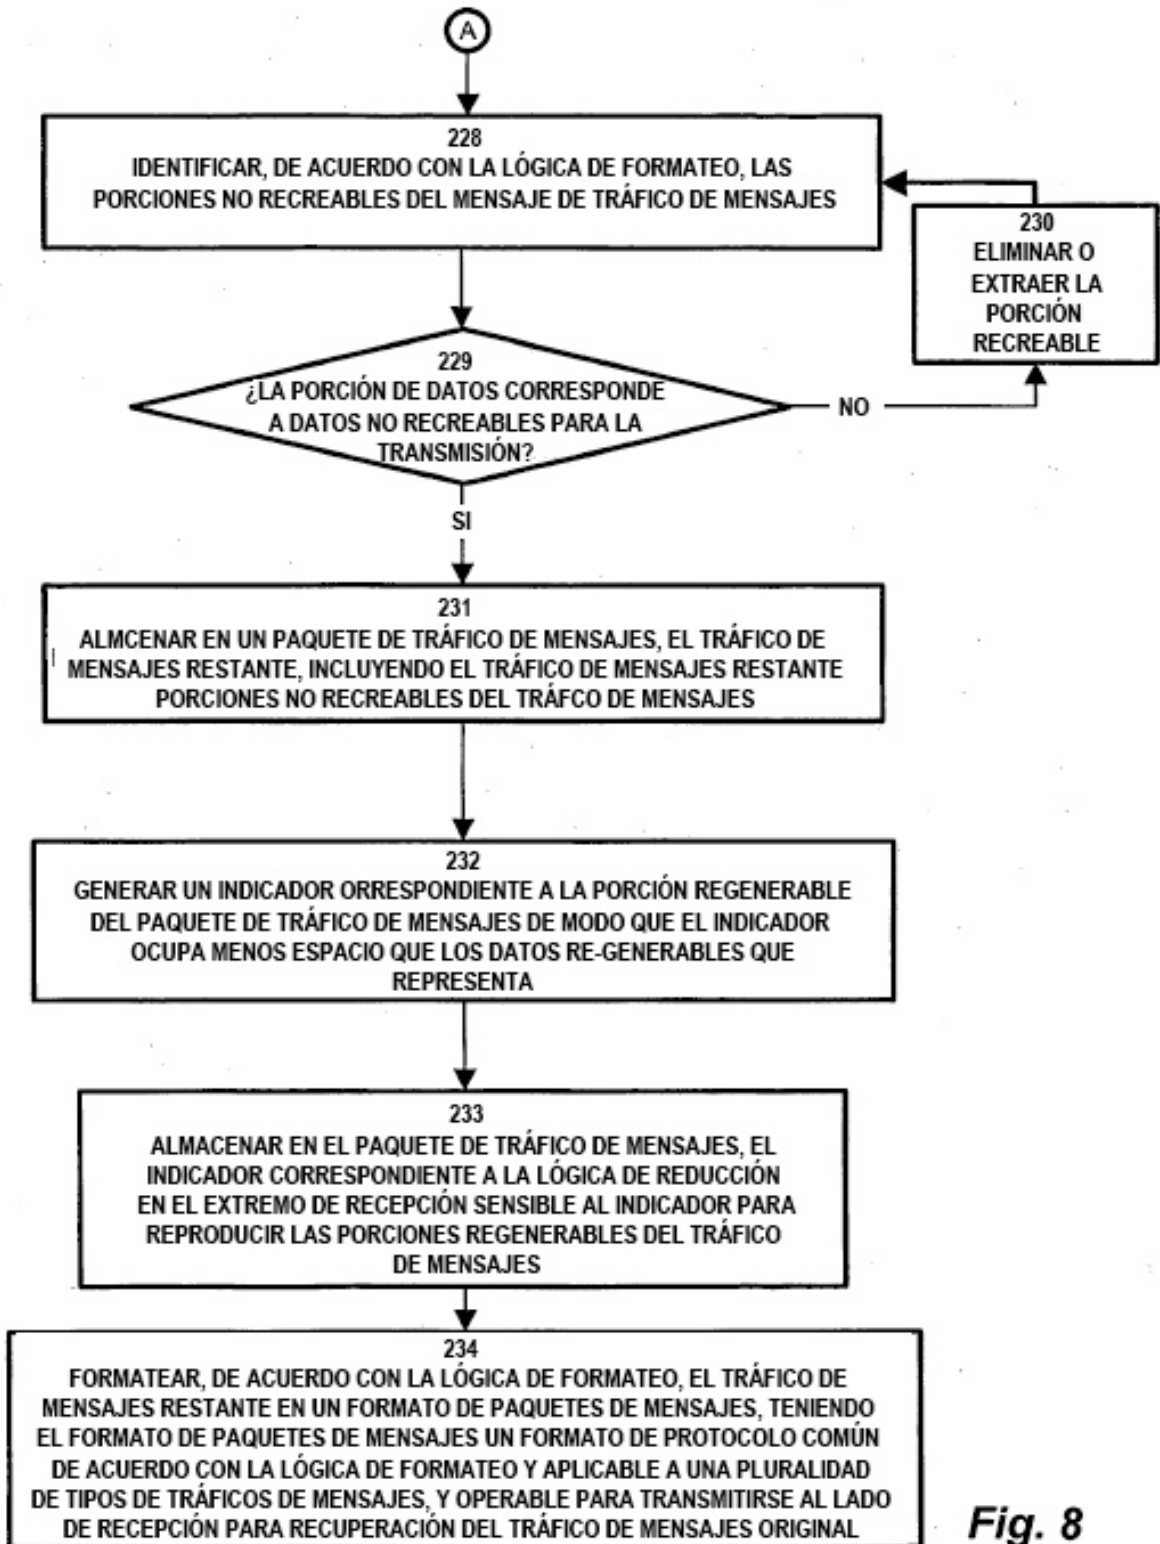 A
228
IDENTIFICAR, DE ACUERDO CON LA LÓGICA DE FORMATEO, LAS
PORCIONES NO RECREABLES DEL MENSAJE DE TRÁFICO DE MENSAJES
230
ELIMINAR O
EXTRAER LA
PORCIÓN
RECREABLE
229
¿LA PORCIÓN DE DATOS CORRESPONDE
A DATOS NO RECREABLES PARA LA
TRANSMISIÓN?
NO
SI
231
ALMCENAR EN UN PAQUETE DE TRÁFICO DE MENSAJES, EL TRÁFICO DE
MENSAJES RESTANTE, INCLUYENDO EL TRÁFICO DE MENSAJES RESTANTE
PORCIONES NO RECREABLES DEL TRÁFCO DE MENSAJES
232
GENERAR UN INDICADOR ORRESPONDIENTE A LA PORCIÓN REGENERABLE
DEL PAQUETE DE TRÁFICO DE MENSAJES DE MODO QUE EL INDICADOR
OCUPA MENOS ESPACIO QUE LOS DATOS RE-GENERABLES QUE
REPRESENTA
233
ALMACENAR EN EL PAQUETE DE TRÁFICO DE MENSAJES, EL
INDICADOR CORRESPONDIENTE A LA LÓGICA DE REDUCCIÓN
EN EL EXTREMO DE RECEPCIÓN SENSIBLE AL INDICADOR PARA
REPRODUCIR LAS PORCIONES REGENERABLES DEL TRÁFICO
DE MENSAJES
234
FORMATEAR, DE ACUERDO CON LA LÓGICA DE FORMATEO, EL TRÁFICO DE
MENSAJES RESTANTE EN UN FORMATO DE PAQUETES DE MENSAJES, TENIENDO
EL FORMATO DE PAQUETES DE MENSAJES UN FORMATO DE PROTOCOLO COMÚN
DE ACUERDO CON LA LÓGICA DE FORMATEO Y APLICABLE A UNA PLURALIDAD
DE TIPOS DE TRÁFICOS DE MENSAJES, Y OPERABLE PARA TRANSMITIRSE AL LADO
DE RECEPCIÓN PARA RECUPERACIÓN DEL TRÁFICO DE MENSAJES ORIGINAL
Fig. 8